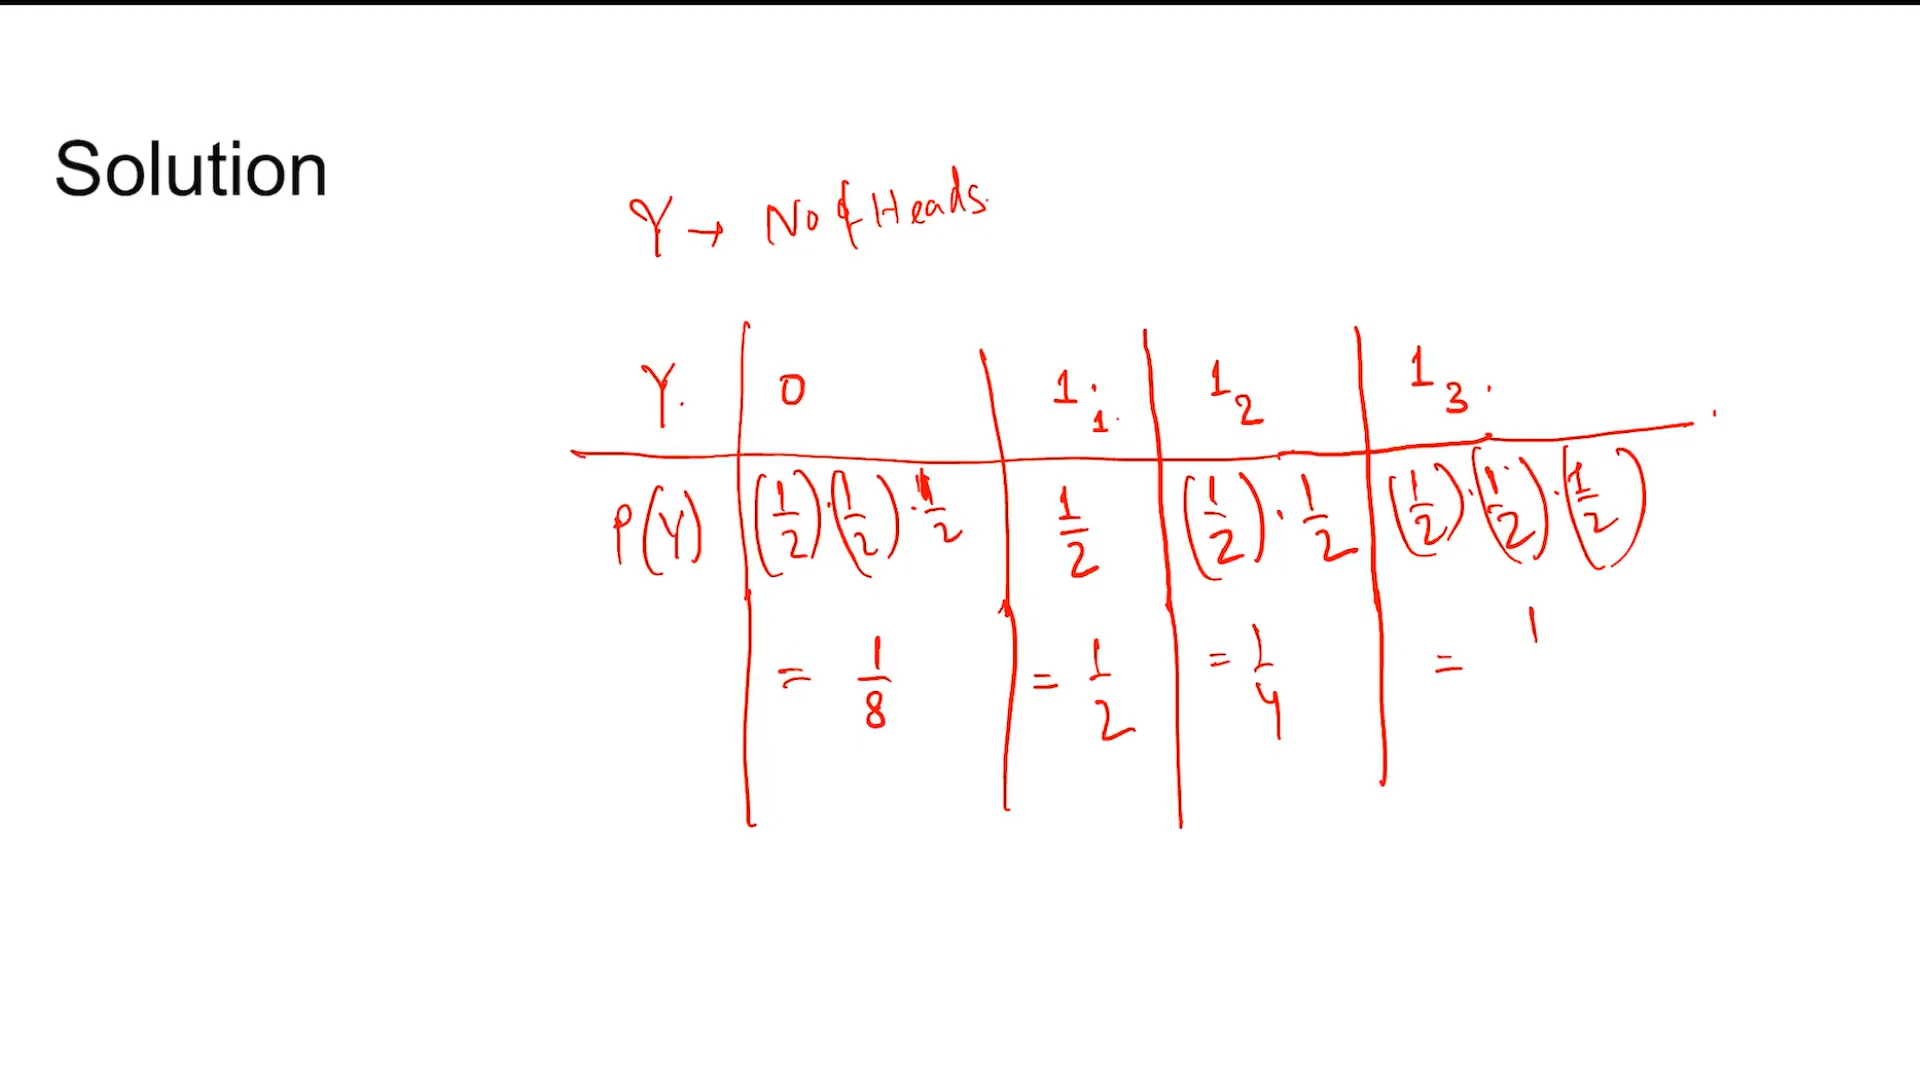 Solution
Y → No of Heads.
Y. | 0 | 1. 1. | 1 2 | 1 3.
P(Y) | (1/2)·(1/2)·1/2 | 1/2 | (1/2)·1/2 | (1/2)·(1/2)·(1/2)
= 1/8 | = 1/2 | = 1/4 | = 1